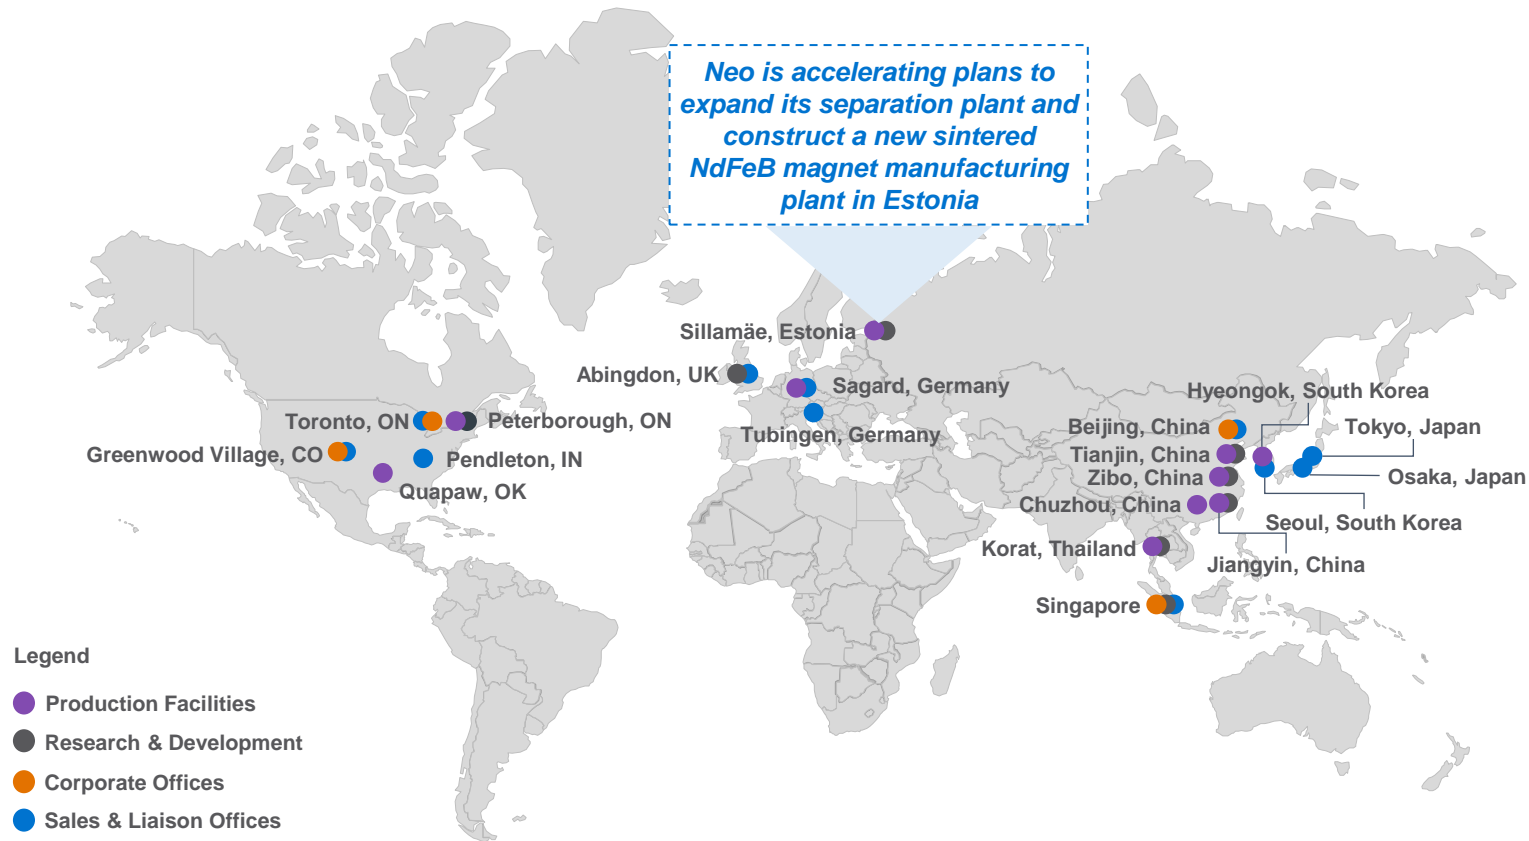 Neo is accelerating plans to
expand its separation plant and
construct a new sintered
NdFeB magnet manufacturing
plant in Estonia
Sillamäe, Estonia
Abingdon, UK
Sagard, Germany
Tubingen, Germany
Toronto, ON
Peterborough, ON
Greenwood Village, CO
Pendleton, IN
Quapaw, OK
Hyeongok, South Korea
Beijing, China
Tokyo, Japan
Tianjin, China
Zibo, China
Osaka, Japan
Chuzhou, China
Seoul, South Korea
Korat, Thailand
Jiangyin, China
Singapore
Legend
Production Facilities
Research & Development
Corporate Offices
Sales & Liaison Offices